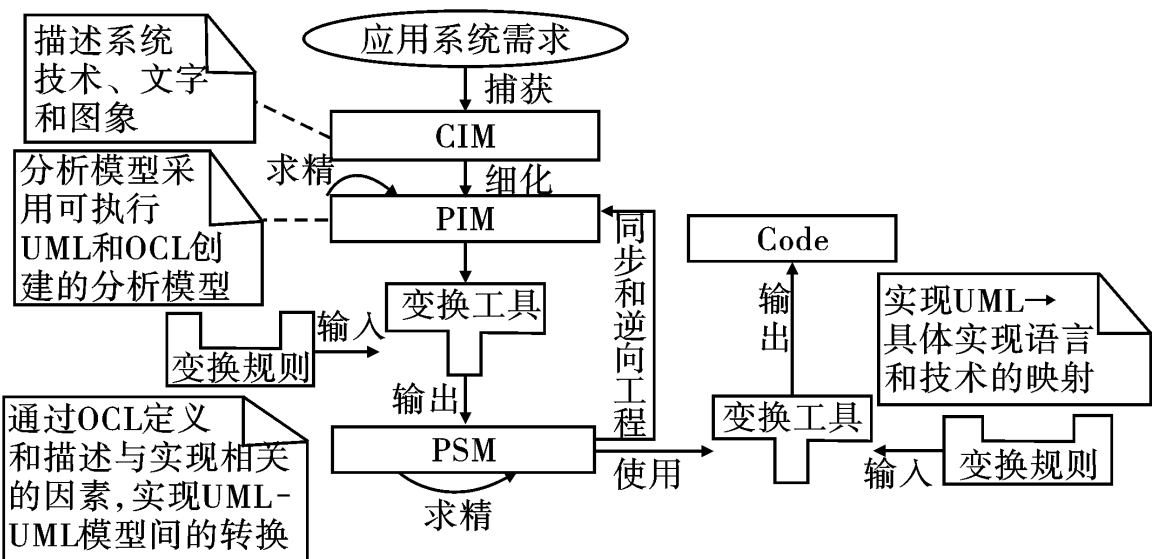 应用系统需求
描述系统
技术、文字
和图象
捕获
CIM
求精
细化
分析模型采
用可执行
UML和OCL创
建的分析模型
PIM
同步和逆向工程
Code
变换工具
输入
变换规则
输出
实现UML→
具体实现语言
和技术的映射
输出
通过OCL定义
和描述与实现相关
的因素,实现UML-
UML模型间的转换
PSM
求精
使用
变换工具
输入
变换规则